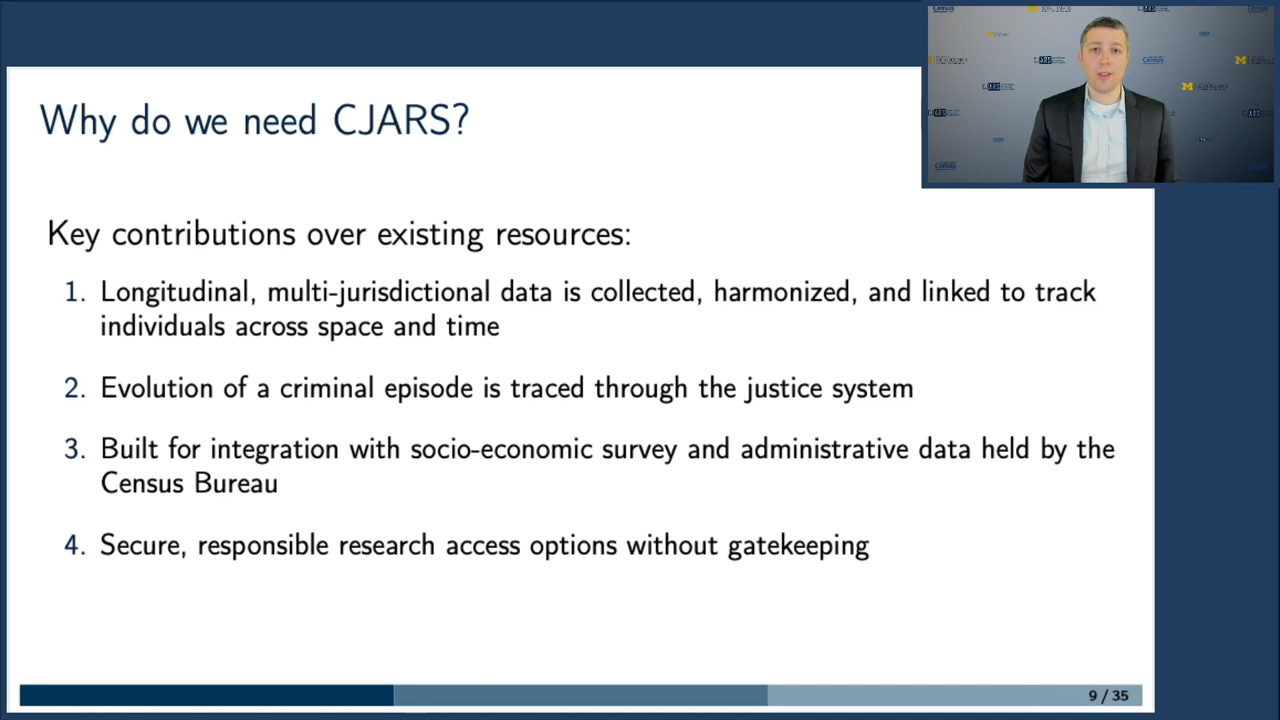 Why do we need CJARS?
Key contributions over existing resources:
1. Longitudinal, multi-jurisdictional data is collected, harmonized, and linked to track
individuals across space and time
2. Evolution of a criminal episode is traced through the justice system
3. Built for integration with socio-economic survey and administrative data held by the
Census Bureau
4. Secure, responsible research access options without gatekeeping
9 / 35